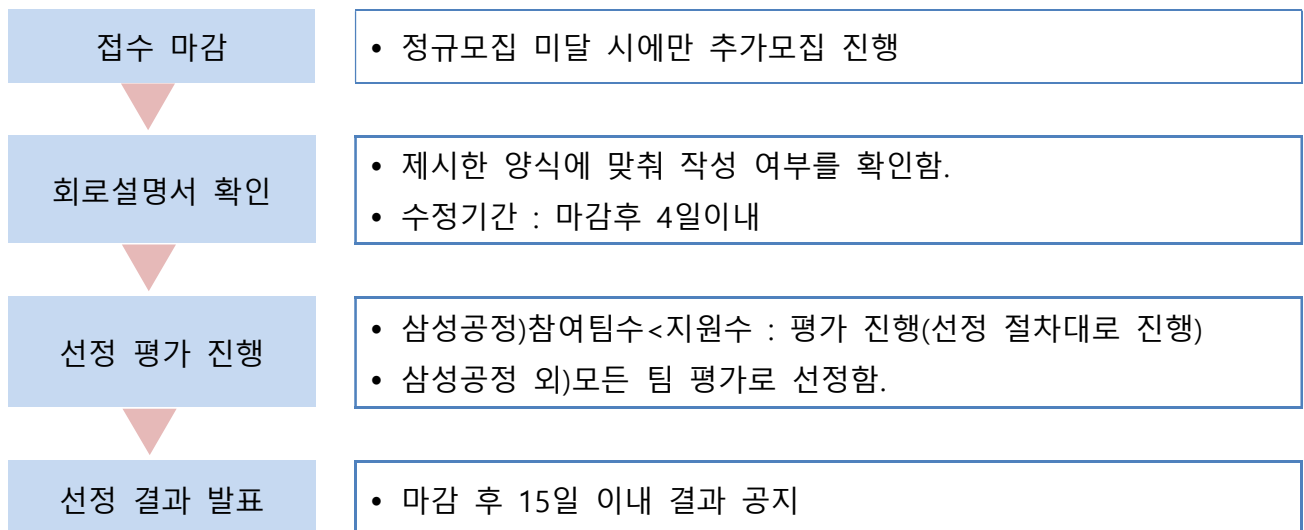 접수 마감
• 정규모집 미달 시에만 추가모집 진행
회로설명서 확인
• 제시한 양식에 맞춰 작성 여부를 확인함.
• 수정기간 : 마감후 4일이내
선정 평가 진행
• 삼성공정)참여팀수<지원수 : 평가 진행(선정 절차대로 진행)
• 삼성공정 외)모든 팀 평가로 선정함.
선정 결과 발표
• 마감 후 15일 이내 결과 공지